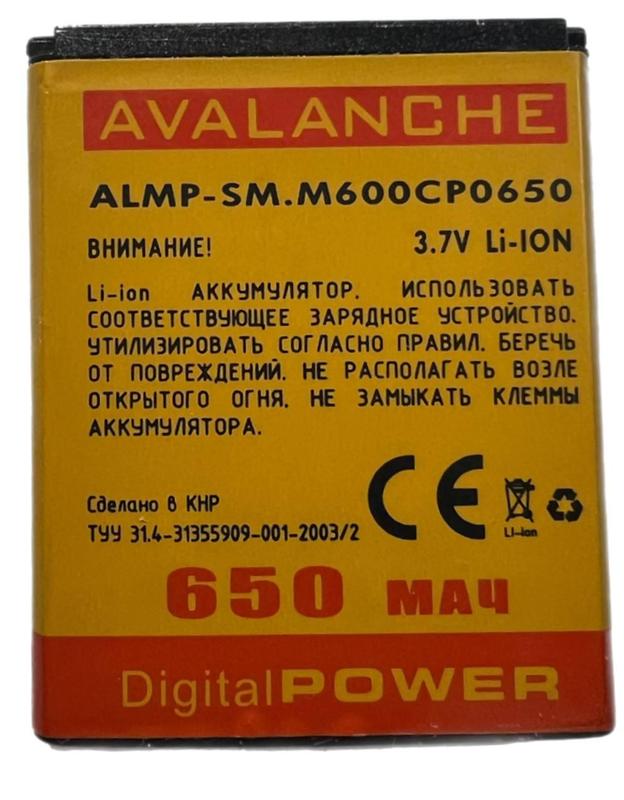 AVALANCHE
ALMP-SM.M600CP0650
ВНИМАНИЕ! 3.7V Li-ION
Li-ion АККУМУЛЯТОР. ИСПОЛЬЗОВАТЬ
СООТВЕТСТВУЮЩЕЕ ЗАРЯДНОЕ УСТРОЙСТВО.
УТИЛИЗИРОВАТЬ СОГЛАСНО ПРАВИЛ. БЕРЕЧЬ
ОТ ПОВРЕЖДЕНИЙ. НЕ РАСПОЛАГАТЬ ВОЗЛЕ
ОТКРЫТОГО ОГНЯ. НЕ ЗАМЫКАТЬ КЛЕММЫ
АККУМУЛЯТОРА.
Сделано в КНР
ТУУ 31.4-31355909-001-2003/2
CE
Li-ion
650 МАЧ
DigitalPOWER